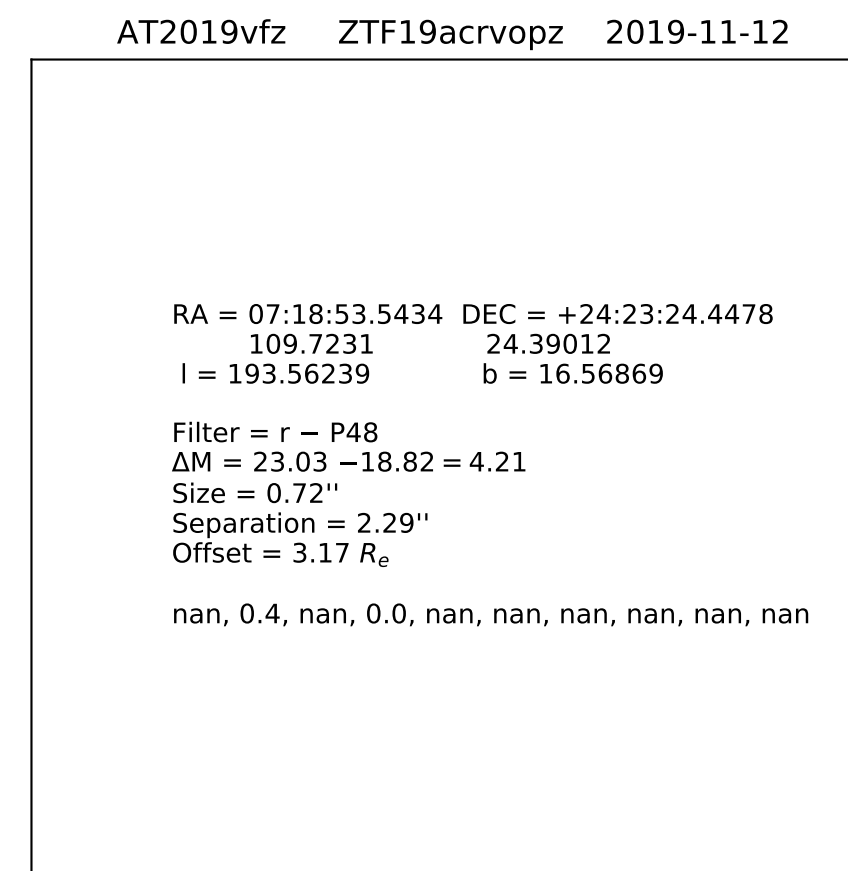 AT2019vfz ZTF19acrvopz 2019-11-12
RA = 07:18:53.5434 DEC = +24:23:24.4478
109.7231 24.39012
l = 193.56239 b = 16.56869
Filter = r − P48
ΔM = 23.03 −18.82 = 4.21
Size = 0.72''
Separation = 2.29''
Offset = 3.17 Re
nan, 0.4, nan, 0.0, nan, nan, nan, nan, nan, nan